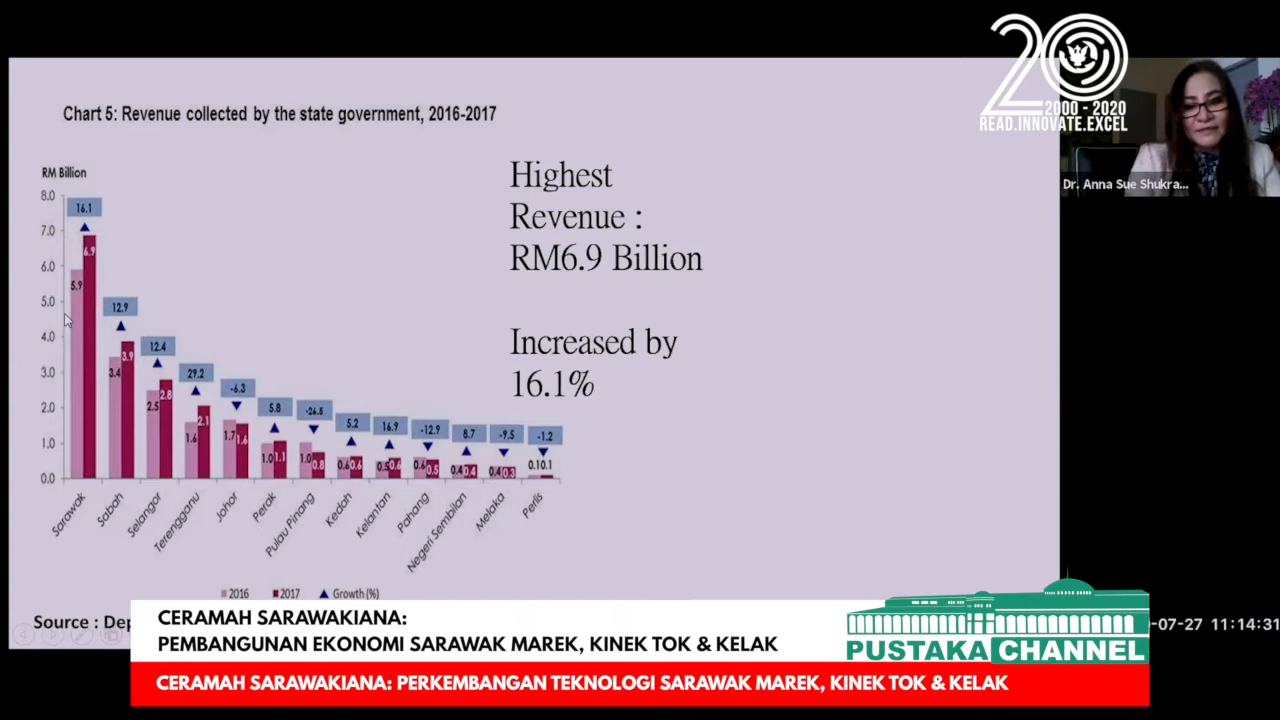 20
2000 - 2020
READ.INNOVATE.EXCEL
Dr. Anna Sue Shukra...
Chart 5: Revenue collected by the state government, 2016-2017
RM Billion
8.0
7.0
6.0
5.0
4.0
3.0
2.0
1.0
0.0
16.1
5.9 6.9
12.9
3.4 3.9
12.4
2.5 2.8
29.2
1.6 2.1
-6.3
1.7 1.6
5.8
1.0 1.1
1.0 0.8
5.2
0.6 0.6
16.9
0.5 0.6
-12.9
0.6 0.5
8.7
0.4 0.4
-9.5
0.4 0.3
-1.2
0.1 0.1
Sarawak
Sabah
Selangor
Terengganu
Johor
Perak
Pulau Pinang
Kedah
Kelantan
Pahang
Negeri Sembilan
Melaka
Perlis
2016 2017 Growth (%)
Highest
Revenue :
RM6.9 Billion
Increased by
16.1%
Source :
CERAMAH SARAWAKIANA:
PEMBANGUNAN EKONOMI SARAWAK MAREK, KINEK TOK & KELAK
PUSTAKA CHANNEL
-07-27 11:14:31
CERAMAH SARAWAKIANA: PERKEMBANGAN TEKNOLOGI SARAWAK MAREK, KINEK TOK & KELAK